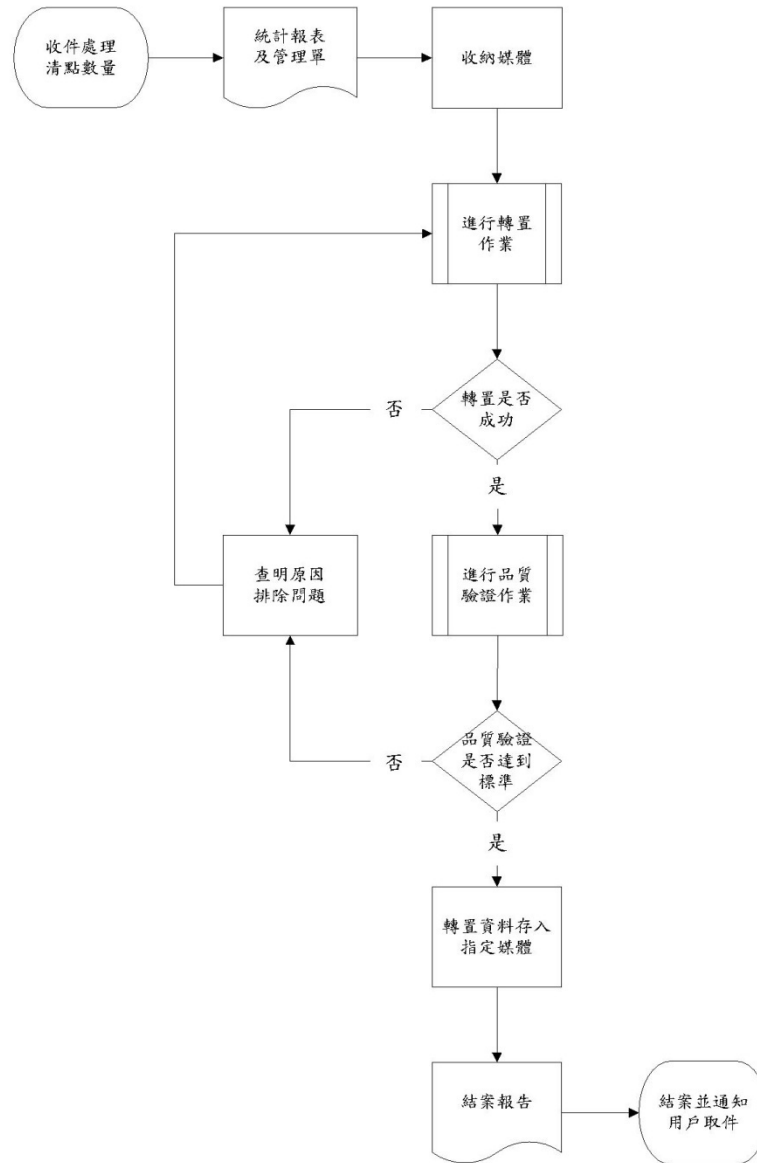 收件處理
清點數量
統計報表
及管理單
收納媒體
進行轉置
作業
轉置是否
成功
否
是
查明原因
排除問題
進行品質
驗證作業
品質驗證
是否達到
標準
否
是
轉置資料存入
指定媒體
結案報告
結案並通知
用戶取件